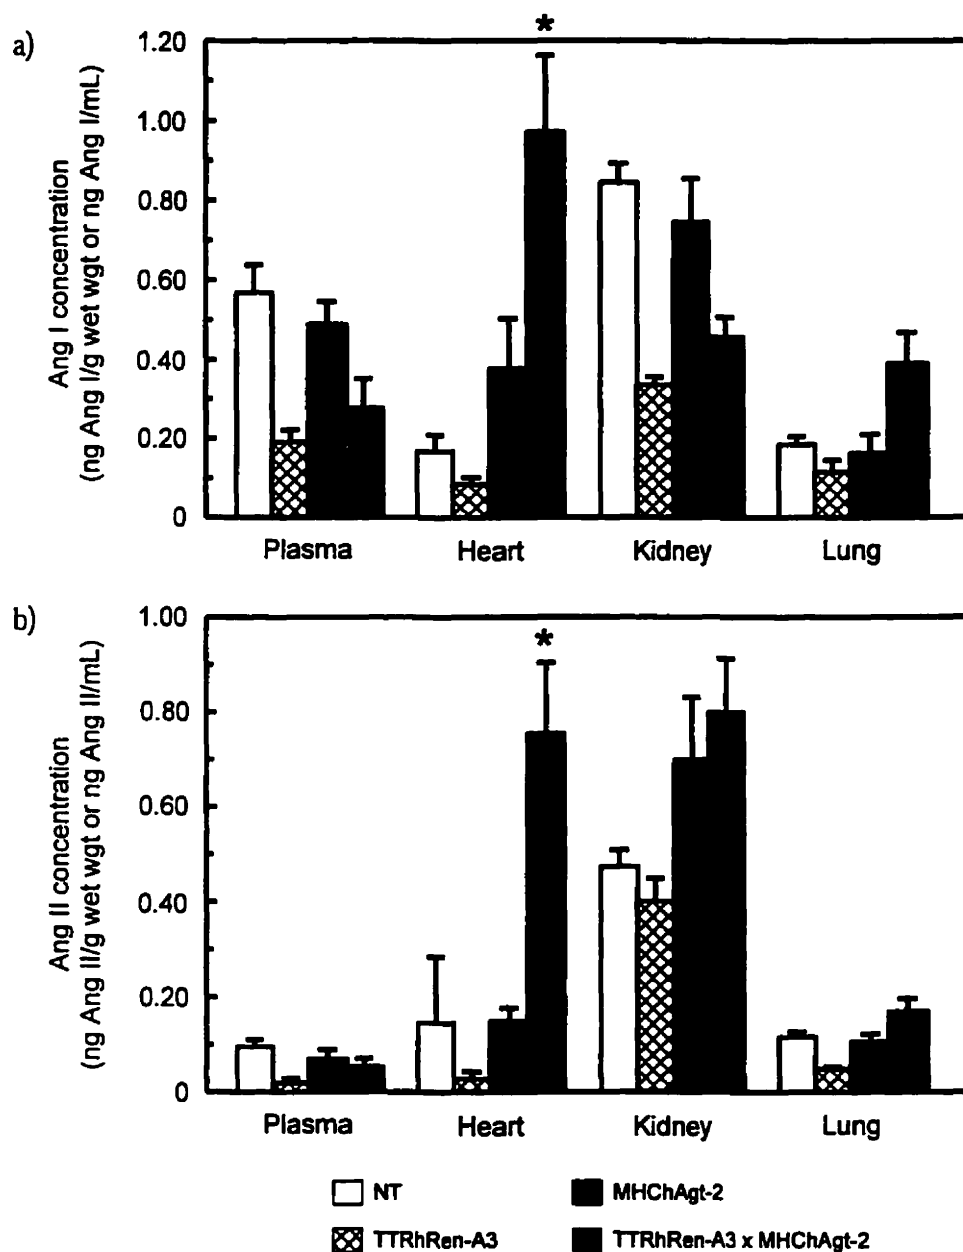 a)
*
1.20
1.00
0.80
0.60
0.40
0.20
0
Ang I concentration
(ng Ang I/g wet wgt or ng Ang I/mL)
Plasma Heart Kidney Lung
b)
*
1.00
0.80
0.60
0.40
0.20
0
Ang II concentration
(ng Ang II/g wet wgt or ng Ang II/mL)
Plasma Heart Kidney Lung
NT MHChAgt-2
TTRhRen-A3 TTRhRen-A3 x MHChAgt-2